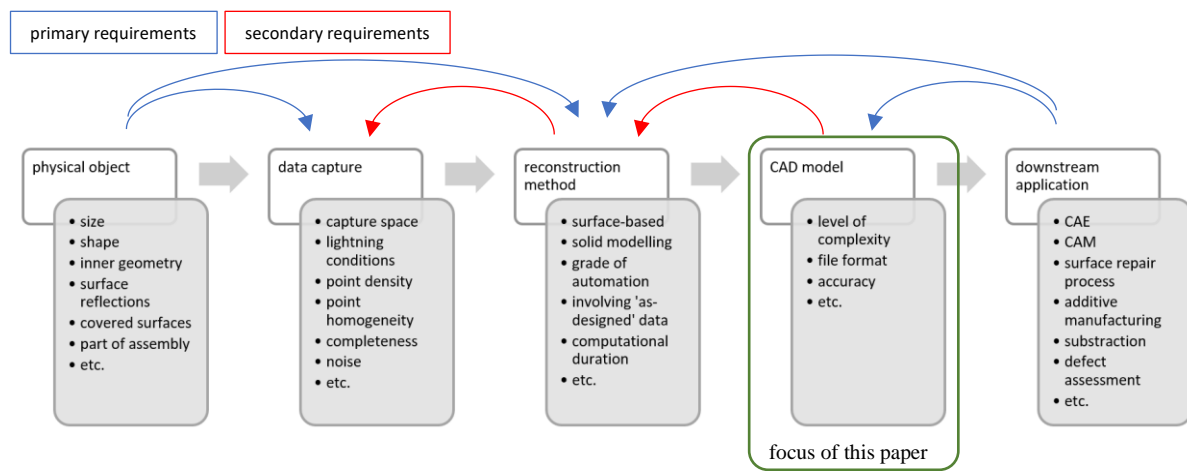 primary requirements
secondary requirements
physical object
• size
• shape
• inner geometry
• surface
reflections
• covered surfaces
• part of assembly
• etc.
data capture
• capture space
• lightning
conditions
• point density
• point
homogeneity
• completeness
• noise
• etc.
reconstruction
method
• surface-based
• solid modelling
• grade of
automation
• involving 'as-
designed' data
• computational
duration
• etc.
CAD model
• level of
complexity
• file format
• accuracy
• etc.
focus of this paper
downstream
application
• CAE
• CAM
• surface repair
process
• additive
manufacturing
• substraction
• defect
assessment
• etc.